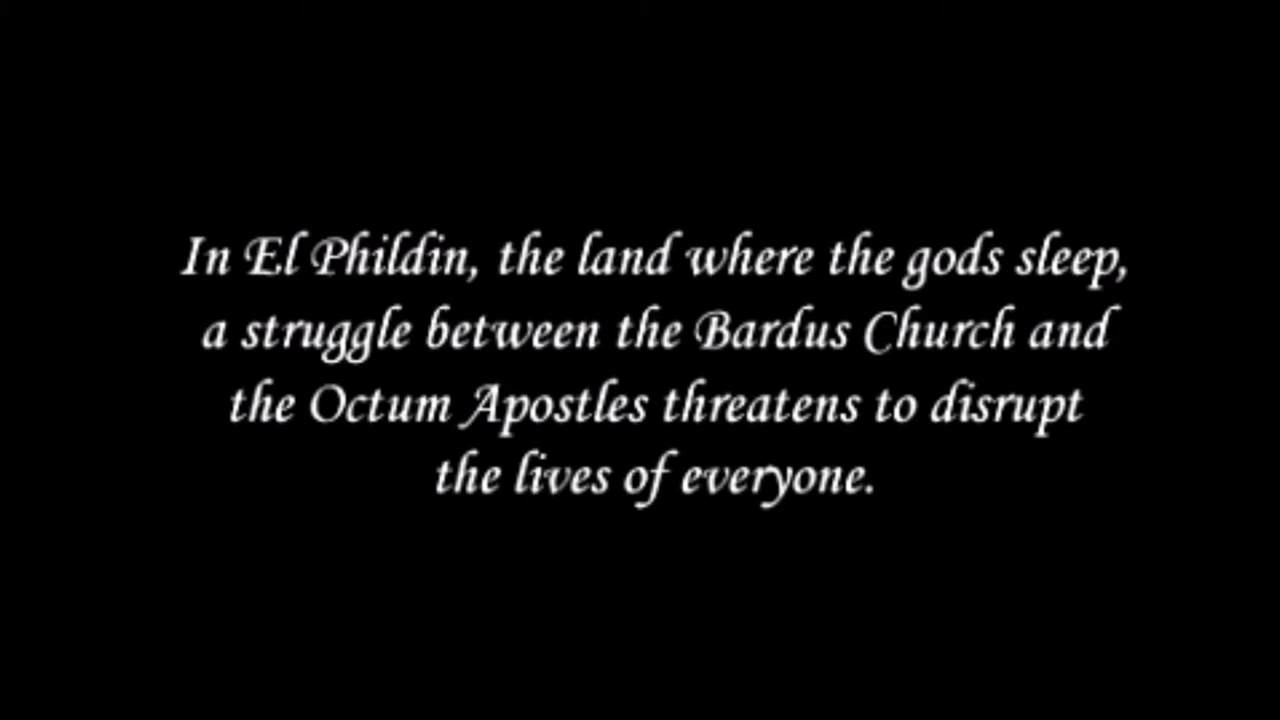 In El Phildin, the land where the gods sleep,
a struggle between the Bardus Church and
the Octum Apostles threatens to disrupt
the lives of everyone.